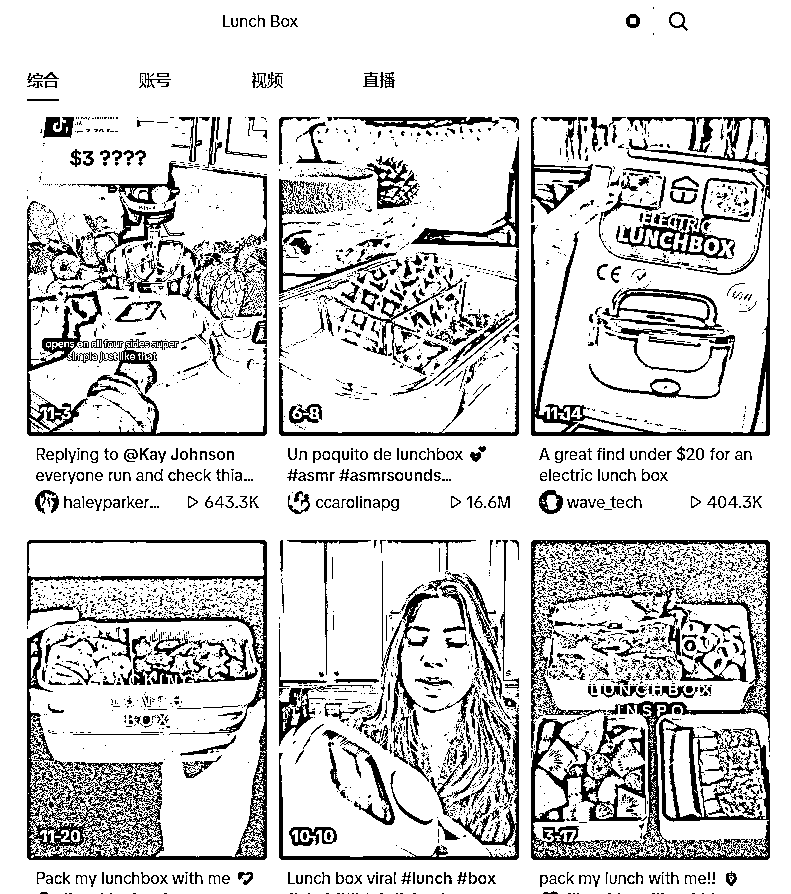 Lunch Box
综合 账号 视频 直播
$3 ????
opens on all four sides super
simple just like that
11-3
6-8
ELECTRIC
LUNCHBOX
CE
11-14
Replying to @Kay Johnson
everyone run and check thia...
haleyparker...
643.3K
Un poquito de lunchbox 💕
#asmr #asmrsounds...
ccarolinapg
16.6M
A great find under $20 for an
electric lunch box
wave_tech
404.3K
PACKING
LUNCH
BOX
11-20
10-10
LUNCHBOX
INSPO
3-17
Pack my lunchbox with me
Lunch box viral #lunch #box
pack my lunch with me!!